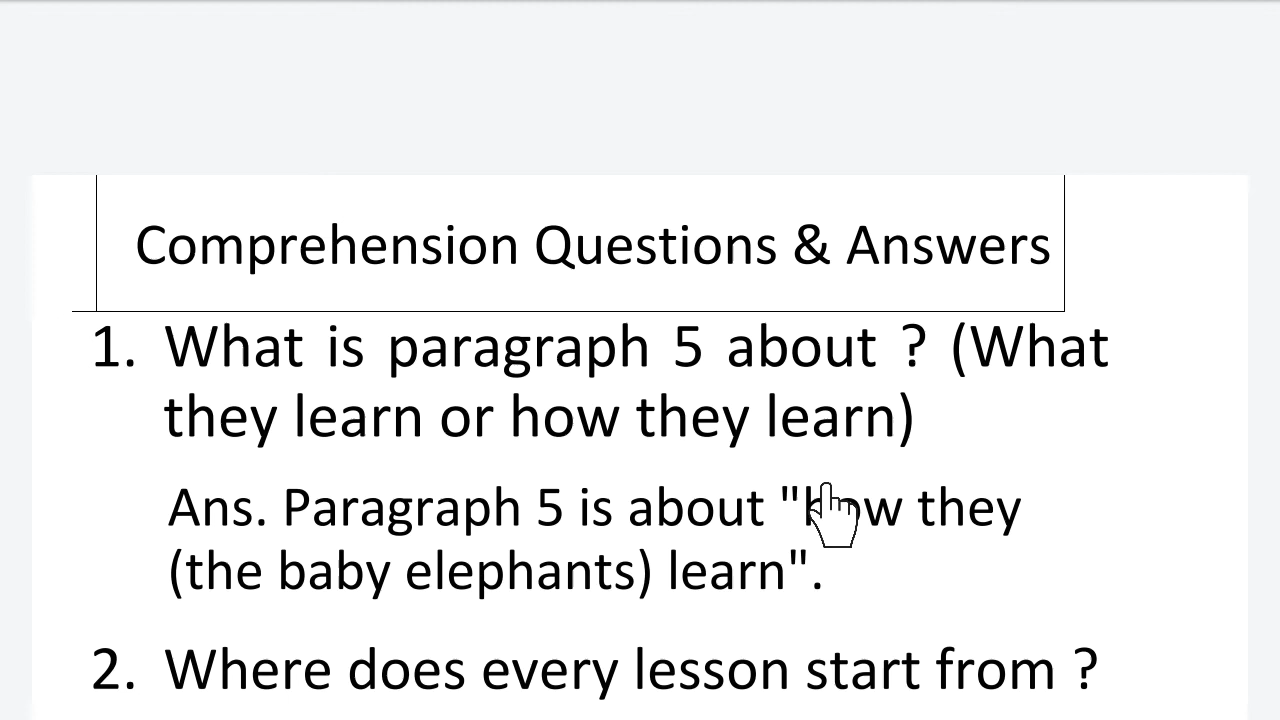 Comprehension Questions & Answers
1. What is paragraph 5 about ? (What
they learn or how they learn)
Ans. Paragraph 5 is about "how they
(the baby elephants) learn".
2. Where does every lesson start from ?